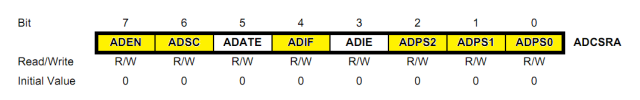 Bit 7 6 5 4 3 2 1 0
ADEN ADSC ADATE ADIF ADIE ADPS2 ADPS1 ADPS0 ADCSRA
Read/Write R/W R/W R/W R/W R/W R/W R/W R/W
Initial Value 0 0 0 0 0 0 0 0